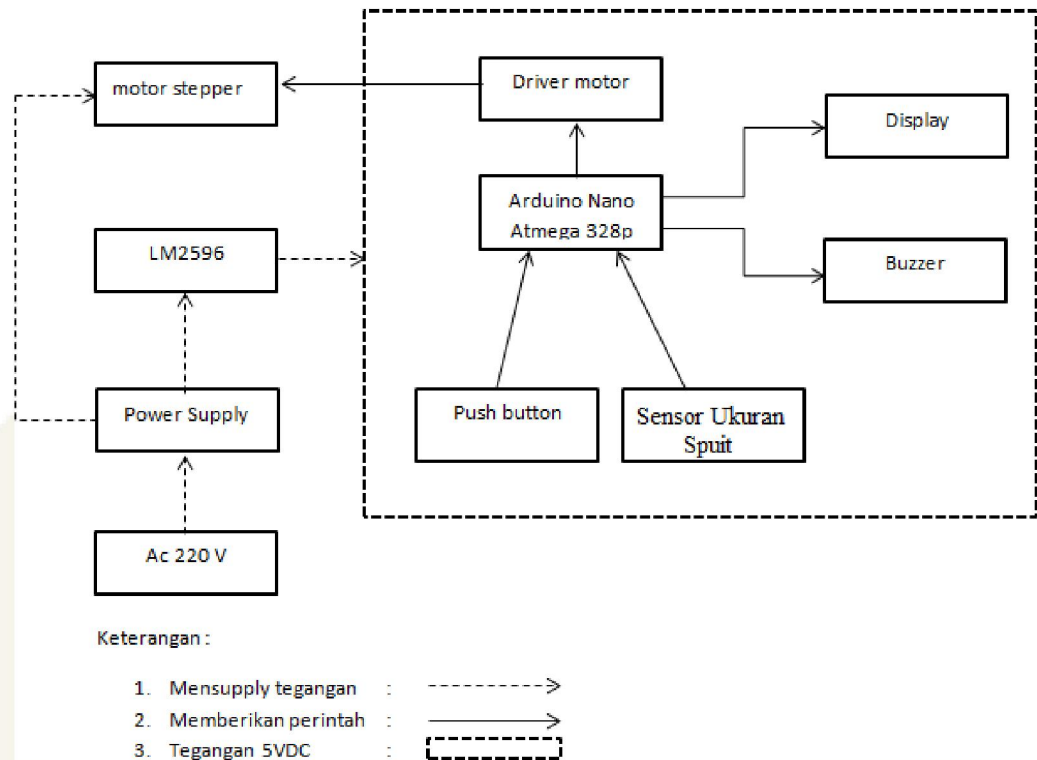 motor stepper
Driver motor
Display
Arduino Nano
Atmega 328p
LM2596
Buzzer
Push button
Sensor Ukuran
Spuit
Power Supply
Ac 220 V
Keterangan :
1. Mensupply tegangan :
2. Memberikan perintah :
3. Tegangan 5VDC :